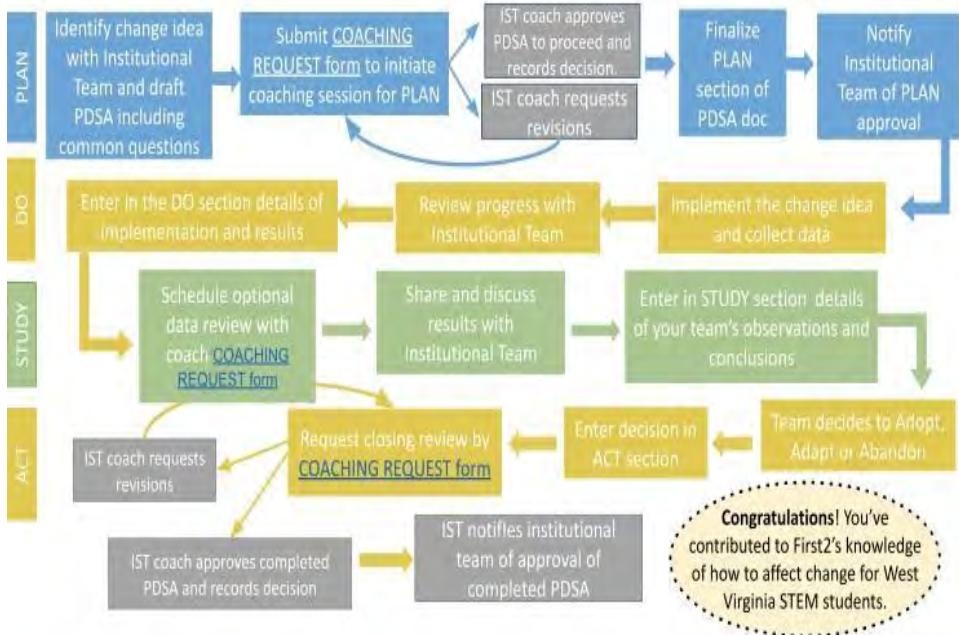 PLAN
Identify change idea
with Institutional
Team and draft
PDSA including
common questions
Submit COACHING
REQUEST form to initiate
coaching session for PLAN
IST coach approves
PDSA to proceed and
records decision.
IST coach requests
revisions
Finalize
PLAN
section of
PDSA doc
Notify
Institutional
Team of PLAN
approval
DO
Enter in the DO section details of
implementation and results
Review progress with
Institutional Team
Implement the change idea
and collect data
STUDY
Schedule optional
data review with
coach COACHING
REQUEST form
Share and discuss
results with
Institutional Team
Enter in STUDY section details
of your team's observations and
conclusions
ACT
IST coach requests
revisions
Request closing review by
COACHING REQUEST form
Enter decision in
ACT section
Team decides to Adopt,
Adapt or Abandon
IST coach approves completed
PDSA and records decision
IST notifies institutional
team of approval of
completed PDSA
Congratulations! You've
contributed to First2's knowledge
of how to affect change for West
Virginia STEM students.